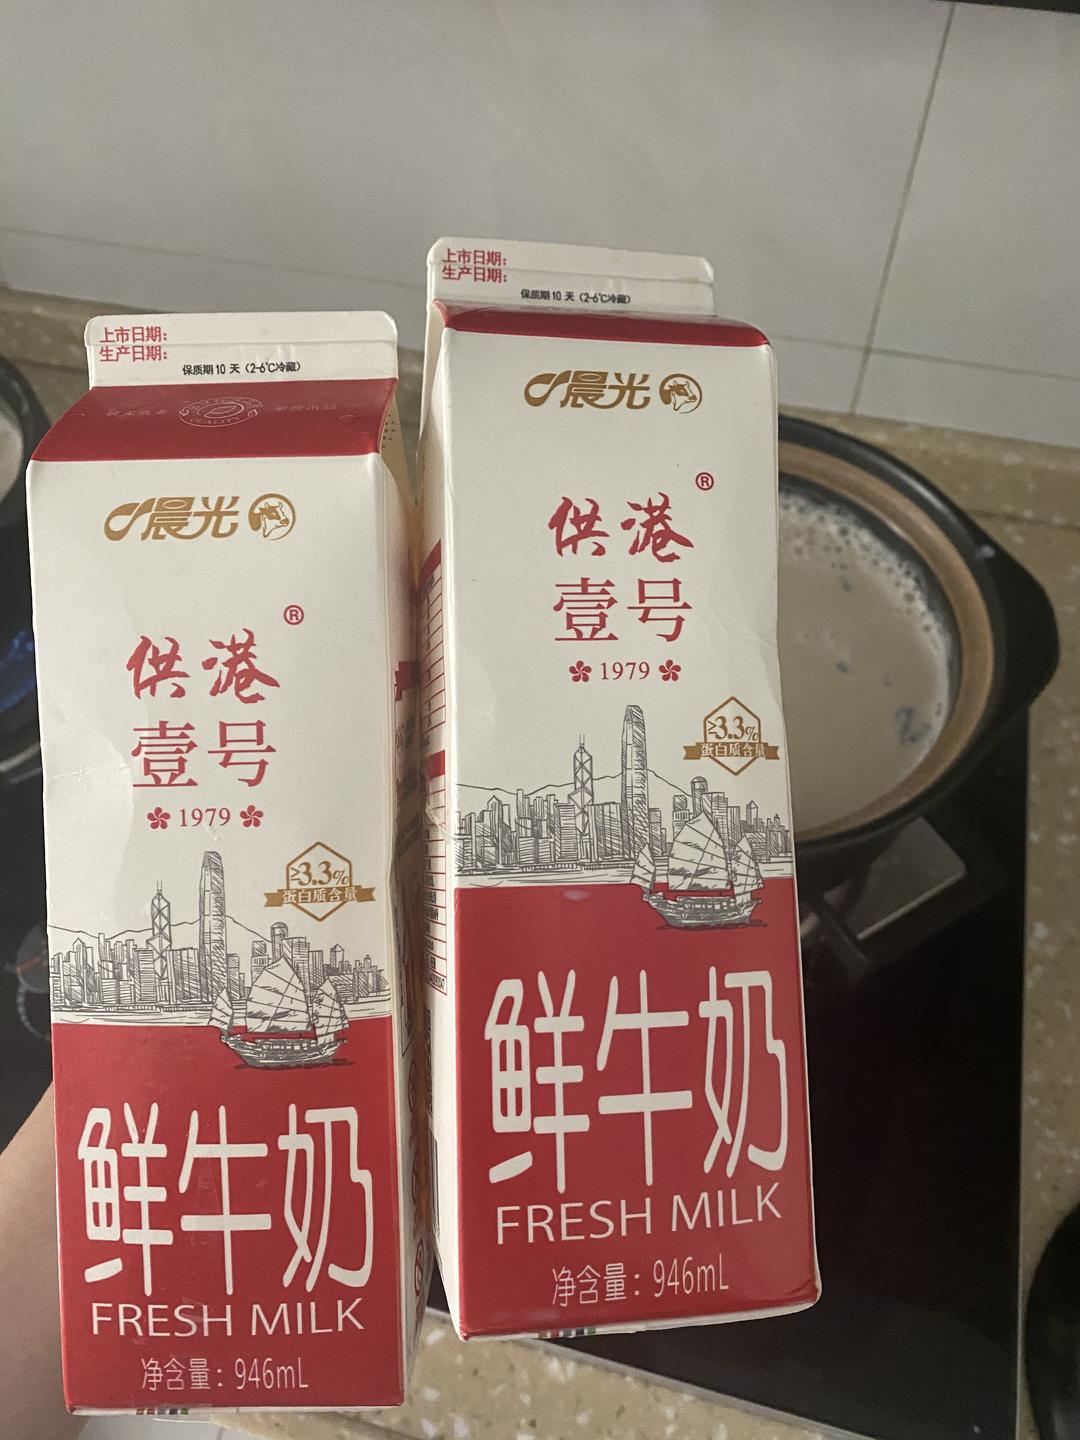 上市日期：
生产日期：
保质期10 天（2-6℃冷藏）
晨光
供港
壹号
®
1979
≥3.3%
蛋白质含量
鲜牛奶
FRESH MILK
净含量：946mL
上市日期：
生产日期：
保质期10 天（2-6℃冷藏）
晨光
供港
壹号
®
1979
≥3.3%
蛋白质含量
鲜牛奶
FRESH MILK
净含量：946mL